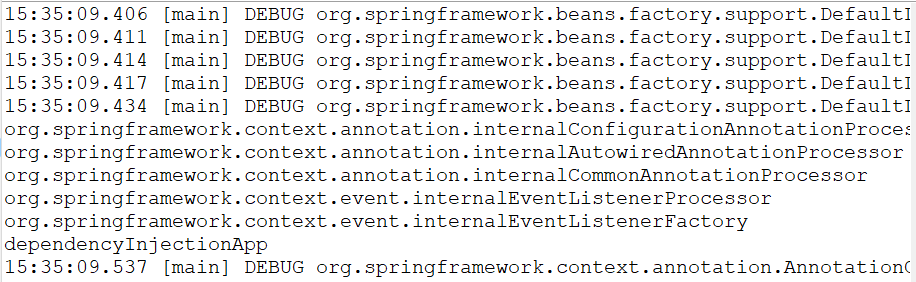 15:35:09.406 [main] DEBUG org.springframework.beans.factory.support.DefaultL
15:35:09.411 [main] DEBUG org.springframework.beans.factory.support.DefaultL
15:35:09.414 [main] DEBUG org.springframework.beans.factory.support.DefaultL
15:35:09.417 [main] DEBUG org.springframework.beans.factory.support.DefaultL
15:35:09.434 [main] DEBUG org.springframework.beans.factory.support.DefaultL
org.springframework.context.annotation.internalConfigurationAnnotationProces
org.springframework.context.annotation.internalAutowiredAnnotationProcessor
org.springframework.context.annotation.internalCommonAnnotationProcessor
org.springframework.context.event.internalEventListenerProcessor
org.springframework.context.event.internalEventListenerFactory
dependencyInjectionApp
15:35:09.537 [main] DEBUG org.springframework.context.annotation.AnnotationC